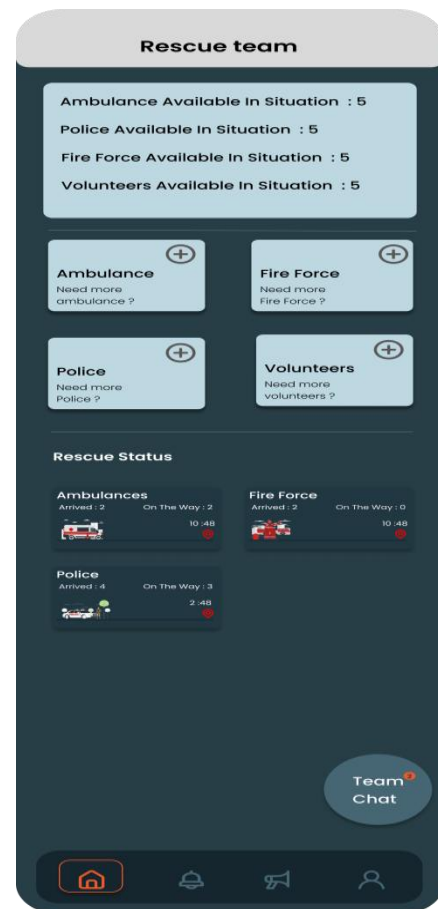 Rescue team
Ambulance Available In Situation : 5
Police Available In Situation : 5
Fire Force Available In Situation : 5
Volunteers Available In Situation : 5
Ambulance
Need more
ambulance ?
Fire Force
Need more
Fire Force ?
Police
Need more
Police ?
Volunteers
Need more
volunteers ?
Rescue Status
Ambulances
Arrived : 2 On The Way : 2
10 :48
Fire Force
Arrived : 2 On The Way : 0
10 :48
Police
Arrived : 4 On The Way : 3
2 :48
Team
Chat